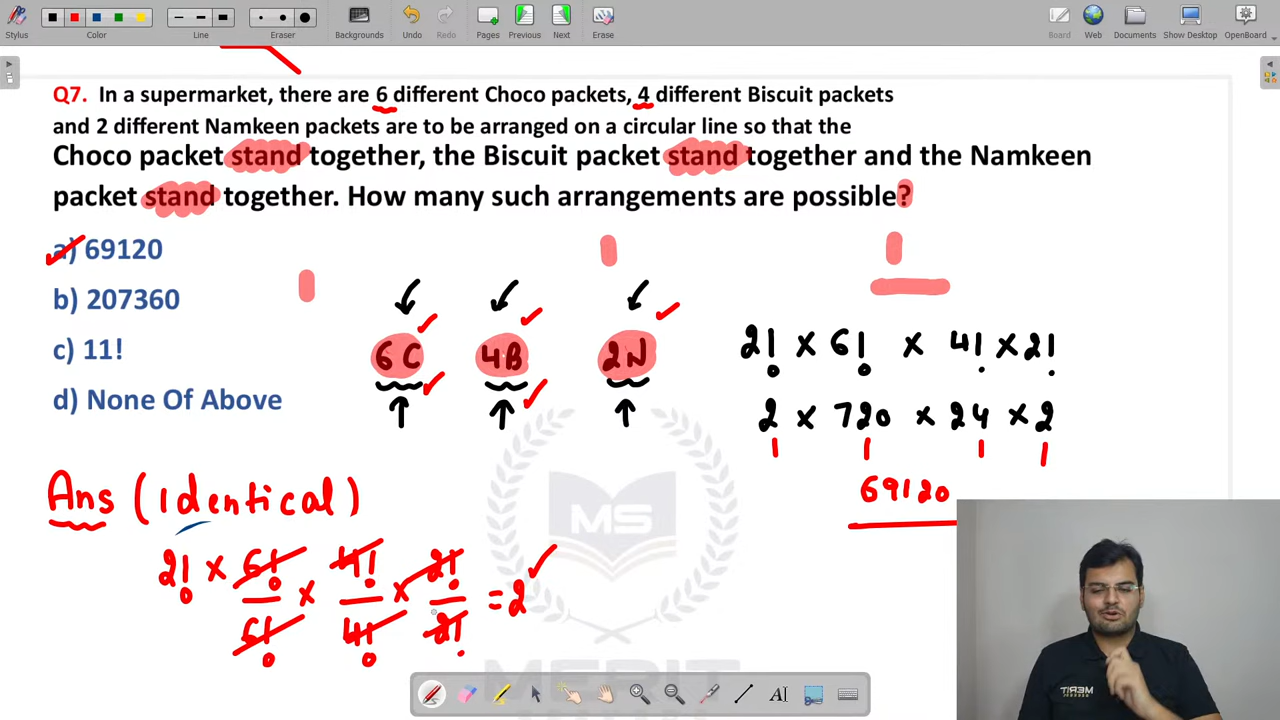 Stylus
Color
Line
Eraser
Backgrounds
Undo
Redo
Pages
Previous
Next
Erase
Board
Web
Documents
Show Desktop
OpenBoard
Q7. In a supermarket, there are 6 different Choco packets, 4 different Biscuit packets
and 2 different Namkeen packets are to be arranged on a circular line so that the
Choco packet stand together, the Biscuit packet stand together and the Namkeen
packet stand together. How many such arrangements are possible?
a) 69120
b) 207360
c) 11!
d) None Of Above
6C 4B 2N
2! × 6! × 4! × 2!
2 × 720 × 24 × 2
69120
Ans (Identical)
2! × 6!/6! × 4!/4! × 2!/2! = 2
MS
MERIT
MERIT
AI